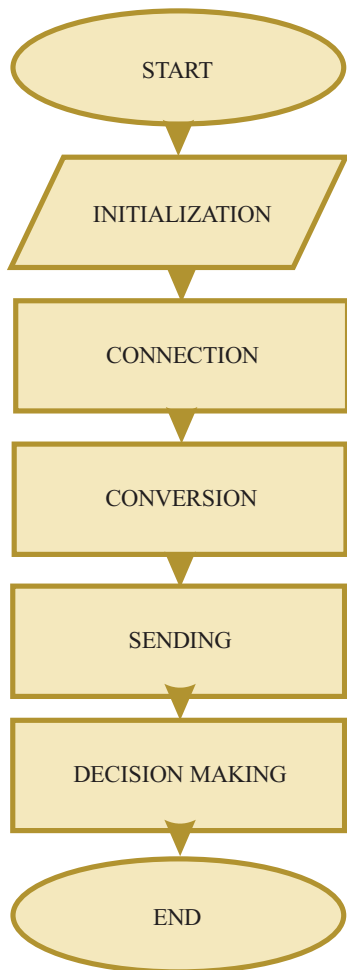 START
INITIALIZATION
CONNECTION
CONVERSION
SENDING
DECISION MAKING
END